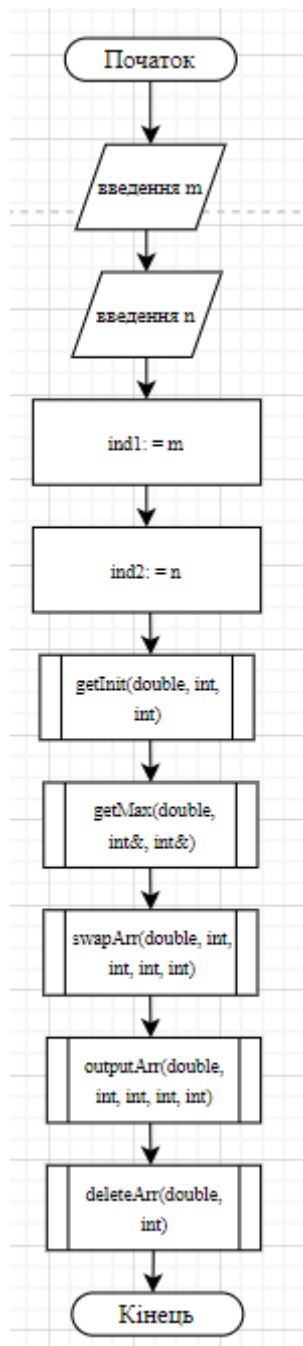 Початок
введення m
введення n
ind1: = m
ind2: = n
getInit(double, int,
int)
getMax(double,
int&, int&)
swapArr(double, int,
int, int, int)
outputArr(double,
int, int, int, int)
deleteArr(double,
int)
Кінець